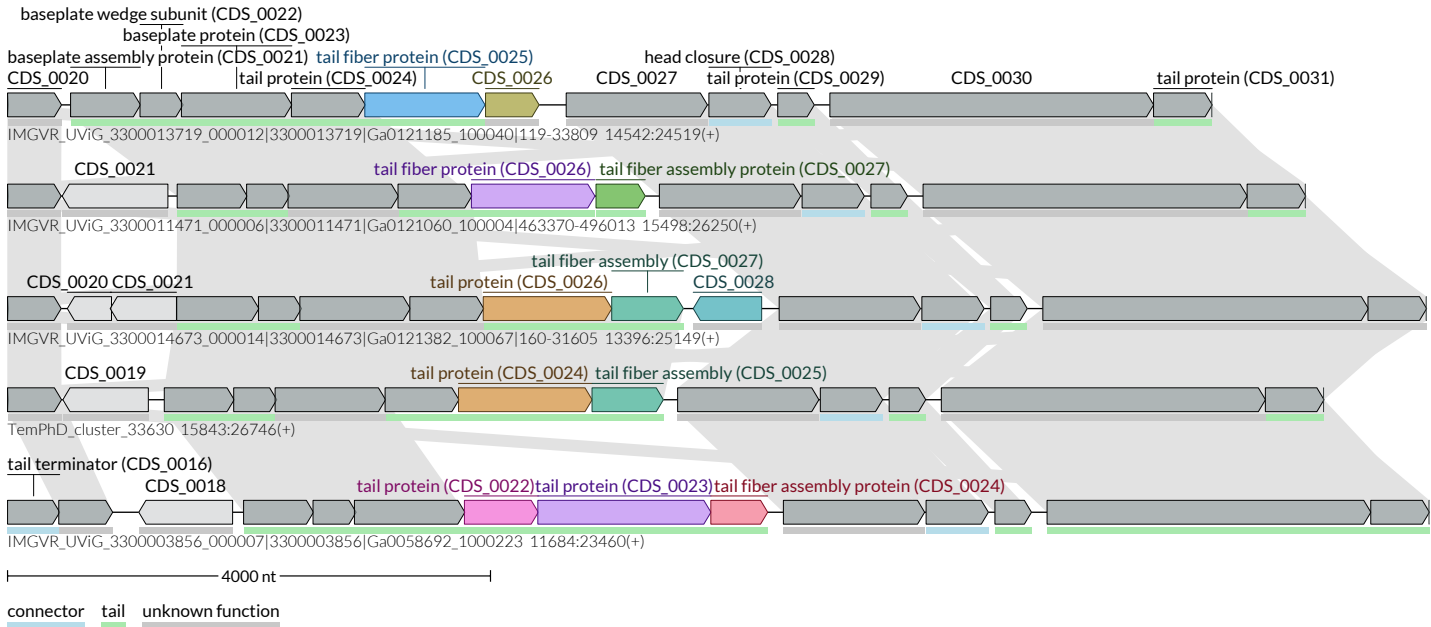 baseplate wedge subunit (CDS_0022)
baseplate protein (CDS_0023)
baseplate assembly protein (CDS_0021) tail fiber protein (CDS_0025) head closure (CDS_0028)
CDS_0020 tail protein (CDS_0024) CDS_0026 CDS_0027 tail protein (CDS_0029) CDS_0030 tail protein (CDS_0031)
IMGVR_UViG_3300013719_000012|3300013719|Ga0121185_100040|119-33809 14542:24519(+)
CDS_0021 tail fiber protein (CDS_0026) tail fiber assembly protein (CDS_0027)
IMGVR_UViG_3300011471_000006|3300011471|Ga0121060_100004|463370-496013 15498:26250(+)
tail fiber assembly (CDS_0027)
CDS_0020 CDS_0021 tail protein (CDS_0026) CDS_0028
IMGVR_UViG_3300014673_000014|3300014673|Ga0121382_100067|160-31605 13396:25149(+)
CDS_0019 tail protein (CDS_0024) tail fiber assembly (CDS_0025)
TemPhD_cluster_33630 15843:26746(+)
tail terminator (CDS_0016)
CDS_0018 tail protein (CDS_0022) tail protein (CDS_0023) tail fiber assembly protein (CDS_0024)
IMGVR_UViG_3300003856_000007|3300003856|Ga0058692_1000223 11684:23460(+)
4000 nt
connector tail unknown function